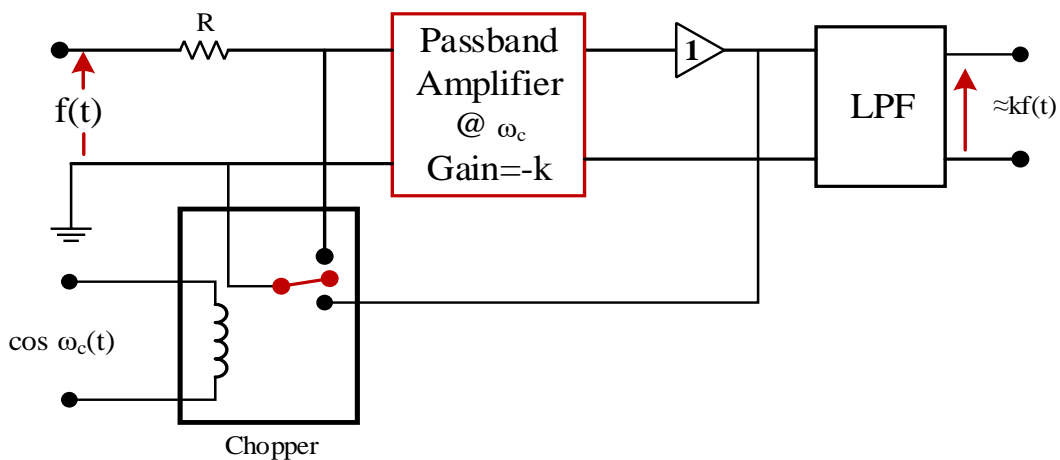 R
f(t)
Passband
Amplifier
@ ωc
Gain=-k
1
LPF
≈kf(t)
cos ωc(t)
Chopper